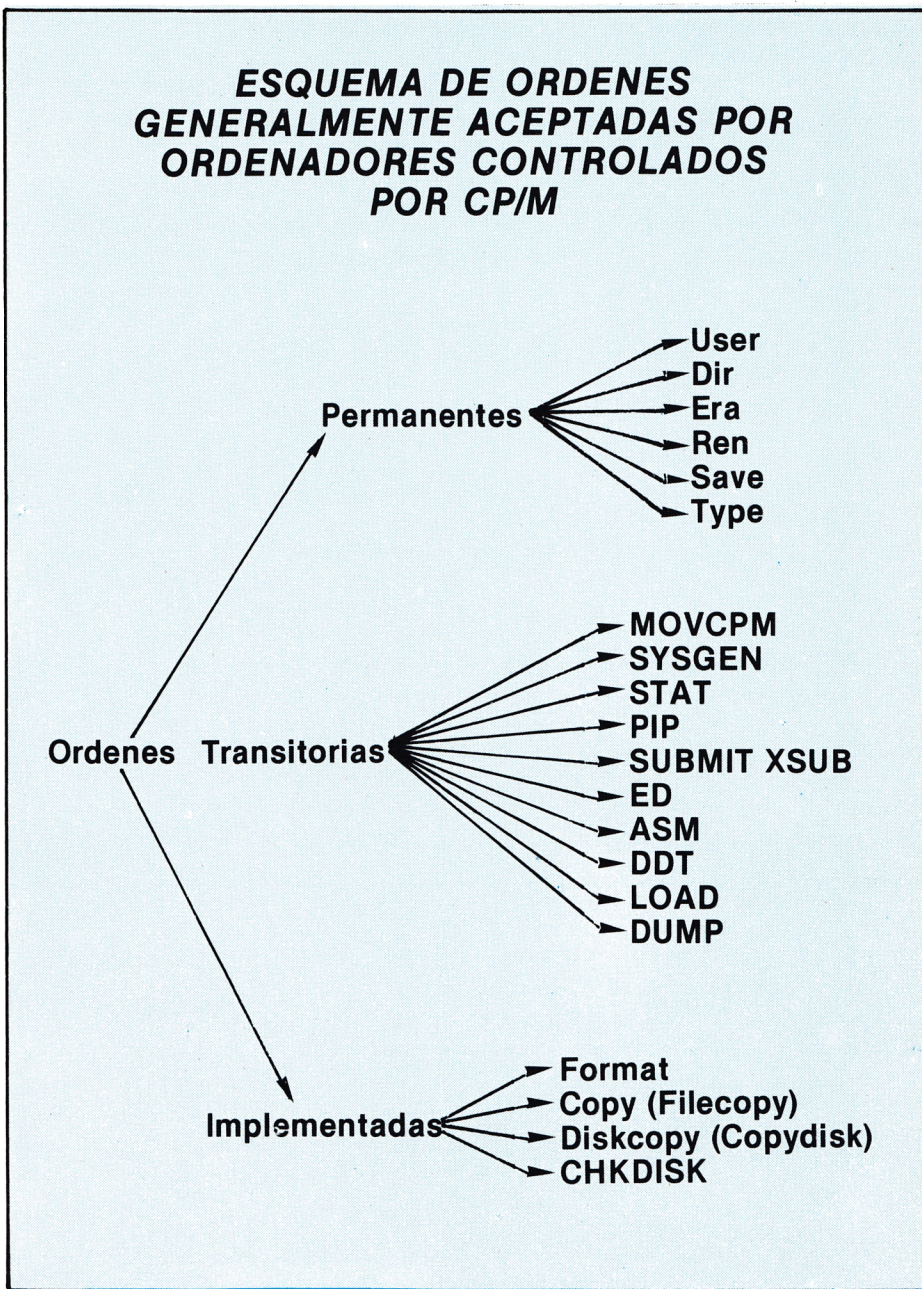 ESQUEMA DE ORDENES
GENERALMENTE ACEPTADAS POR
ORDENADORES CONTROLADOS
POR CP/M
User
Dir
Permanentes
Era
Ren
Save
Type
MOVCPM
SYSGEN
STAT
PIP
Ordenes Transitorias
SUBMIT XSUB
ED
ASM
DDT
LOAD
DUMP
Format
Copy (Filecopy)
Implementadas
Diskcopy (Copydisk)
CHKDISK